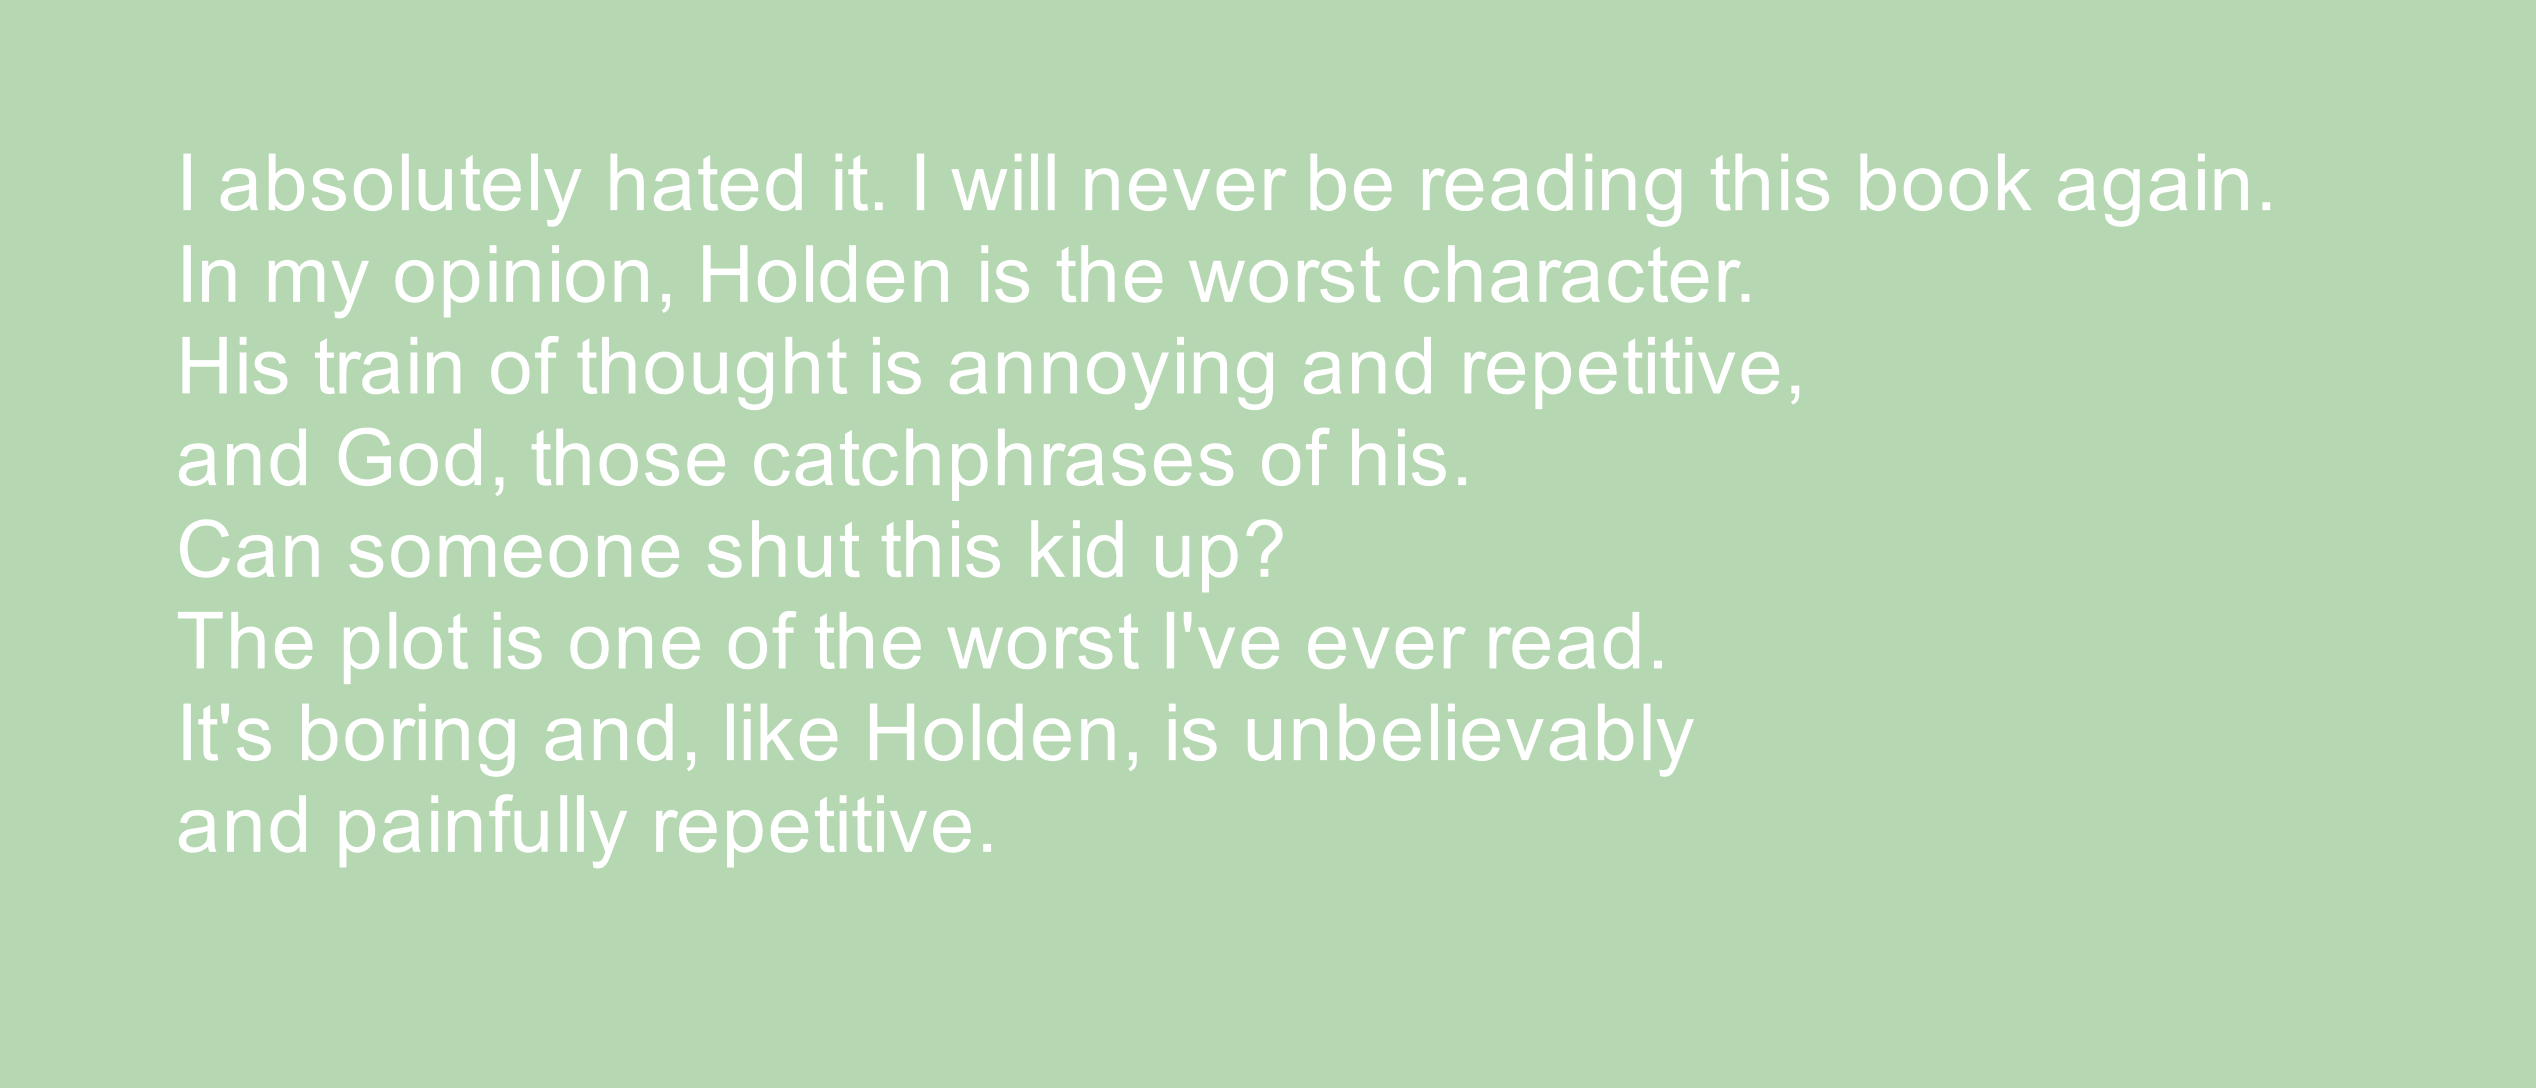 I absolutely hated it. I will never be reading this book again.
In my opinion, Holden is the worst character.
His train of thought is annoying and repetitive,
and God, those catchphrases of his.
Can someone shut this kid up?
The plot is one of the worst I've ever read.
It's boring and, like Holden, is unbelievably
and painfully repetitive.